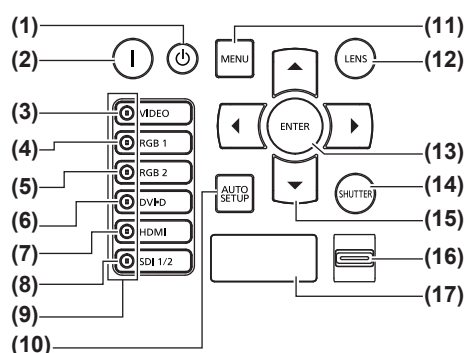 (1)
(2)
(3)
(4)
(5)
(6)
(7)
(8)
(9)
(10)
MENU
LENS
VIDEO
RGB 1
RGB 2
DVI-D
HDMI
SDI 1/2
ENTER
AUTO
SETUP
SHUTTER
(11)
(12)
(13)
(14)
(15)
(16)
(17)